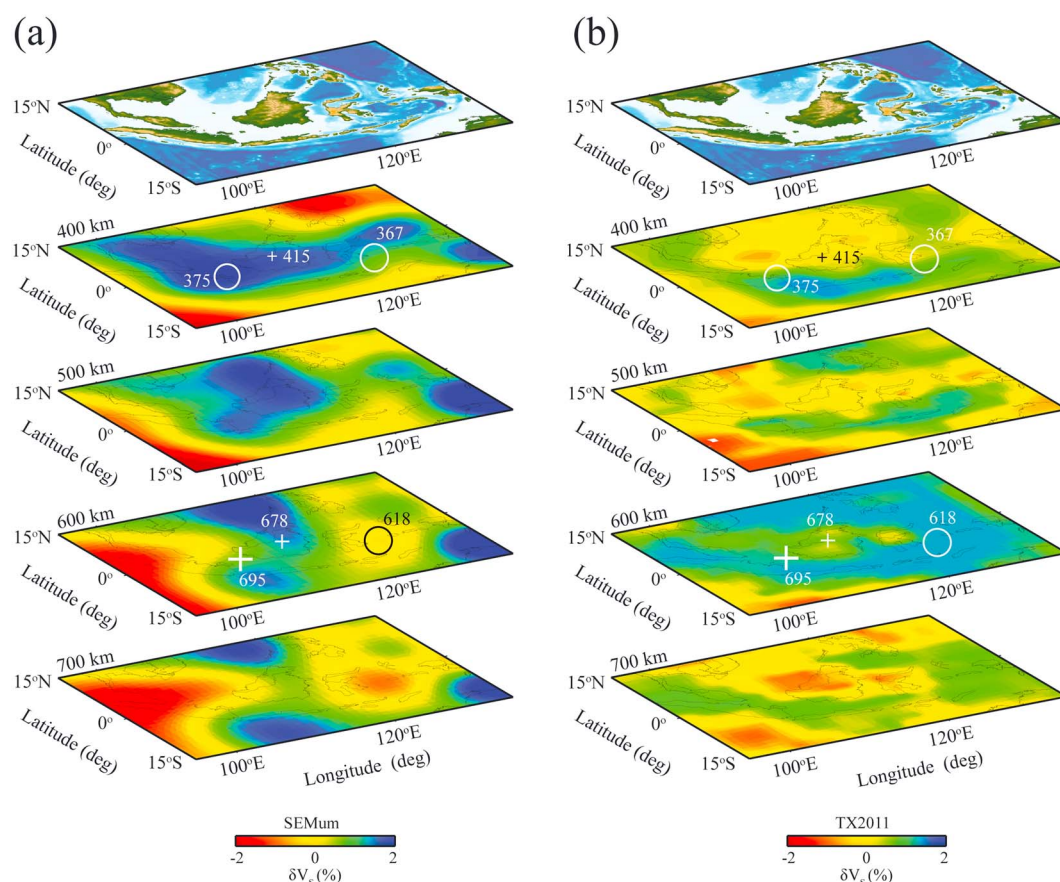 (a)
15°N
0°
15°S
Latitude (deg)
100°E
120°E
400 km
15°N
0°
15°S
Latitude (deg)
100°E
120°E
375
+ 415
367
500 km
15°N
0°
15°S
Latitude (deg)
100°E
120°E
600 km
15°N
0°
15°S
Latitude (deg)
100°E
120°E
678
695
618
700 km
15°N
0°
15°S
Latitude (deg)
100°E
120°E
Longitude (deg)
SEMum
-2 0 2
δVs(%)
(b)
15°N
0°
15°S
Latitude (deg)
100°E
120°E
400 km
15°N
0°
15°S
Latitude (deg)
100°E
120°E
375
+ 415
367
500 km
15°N
0°
15°S
Latitude (deg)
100°E
120°E
600 km
15°N
0°
15°S
Latitude (deg)
100°E
120°E
678
695
618
700 km
15°N
0°
15°S
Latitude (deg)
100°E
120°E
TX2011
-2 0 2
δVs(%)